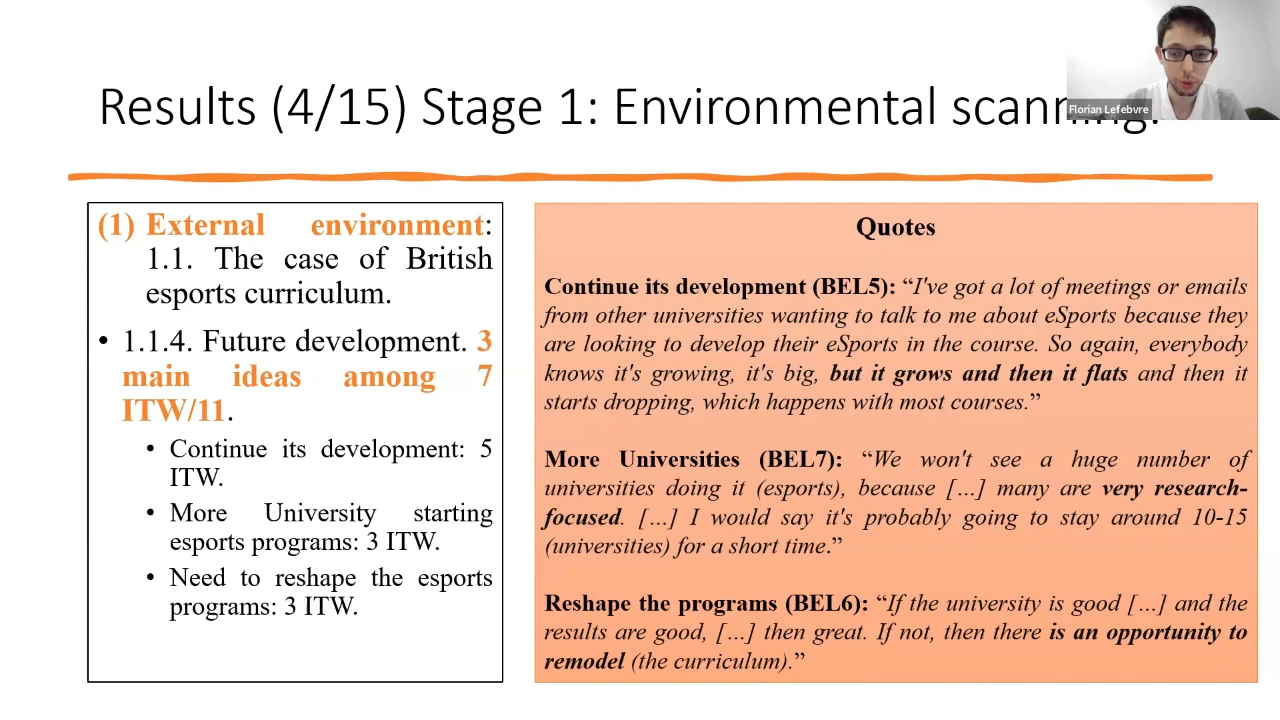 Results (4/15) Stage 1: Environmental scanning.
Florian Lefebvre
(1) External environment:
1.1. The case of British
esports curriculum.
• 1.1.4. Future development. 3
main ideas among 7
ITW/11.
• Continue its development: 5
ITW.
• More University starting
esports programs: 3 ITW.
• Need to reshape the esports
programs: 3 ITW.
Quotes
Continue its development (BEL5): “I've got a lot of meetings or emails
from other universities wanting to talk to me about eSports because they
are looking to develop their eSports in the course. So again, everybody
knows it's growing, it's big, but it grows and then it flats and then it
starts dropping, which happens with most courses.”
More Universities (BEL7): “We won't see a huge number of
universities doing it (esports), because […] many are very research-
focused. […] I would say it's probably going to stay around 10-15
(universities) for a short time.”
Reshape the programs (BEL6): “If the university is good […] and the
results are good, […] then great. If not, then there is an opportunity to
remodel (the curriculum).”